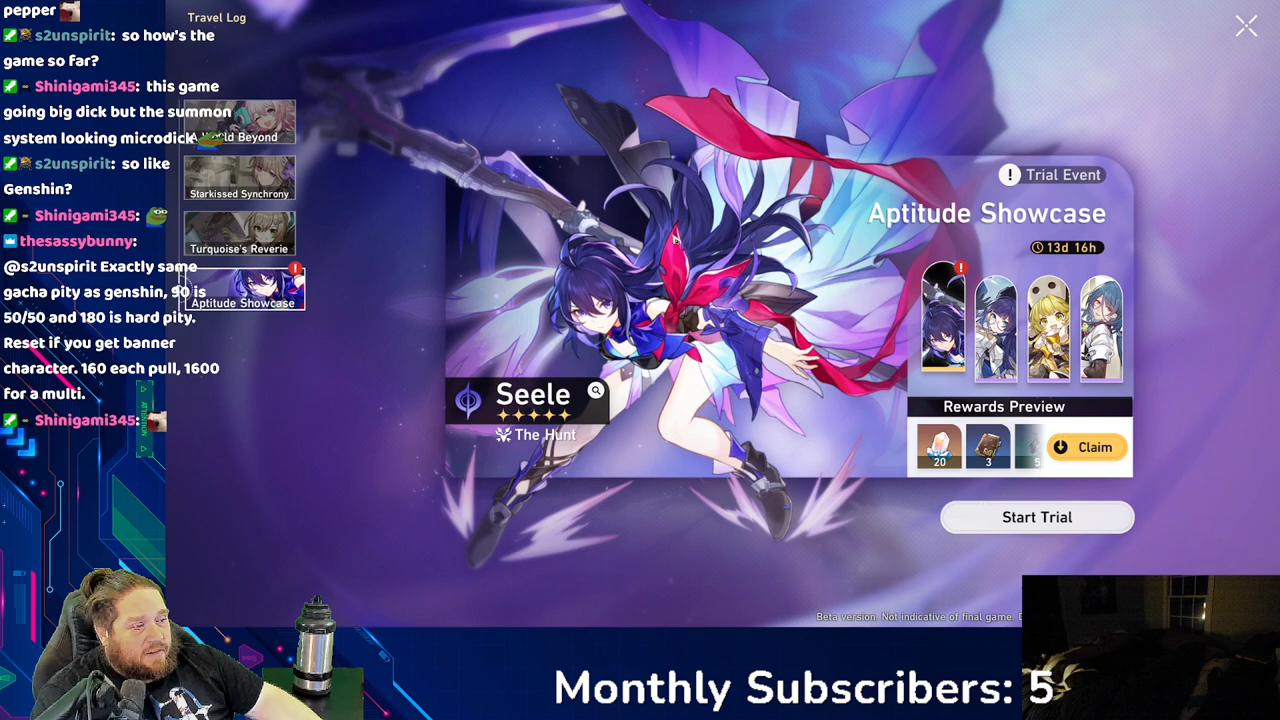 pepper
s2unspirit: so how's the
game so far?
Shinigami345: this game
going big dick but the summon
system looking microdick
s2unspirit: so like
Genshin?
Shinigami345:
thesassybunny:
@s2unspirit Exactly same
gacha pity as genshin, 90 is
50/50 and 180 is hard pity.
Reset if you get banner
character. 160 each pull, 1600
for a multi.
Shinigami345:
Travel Log
Beyond
Starkissed Synchrony
Turquoise's Reverie
Aptitude Showcase
Seele
The Hunt
Trial Event
Aptitude Showcase
13d 16h
Rewards Preview
20
3
5
Claim
Start Trial
Beta version. Not indicative of final game.
Monthly Subscribers: 5